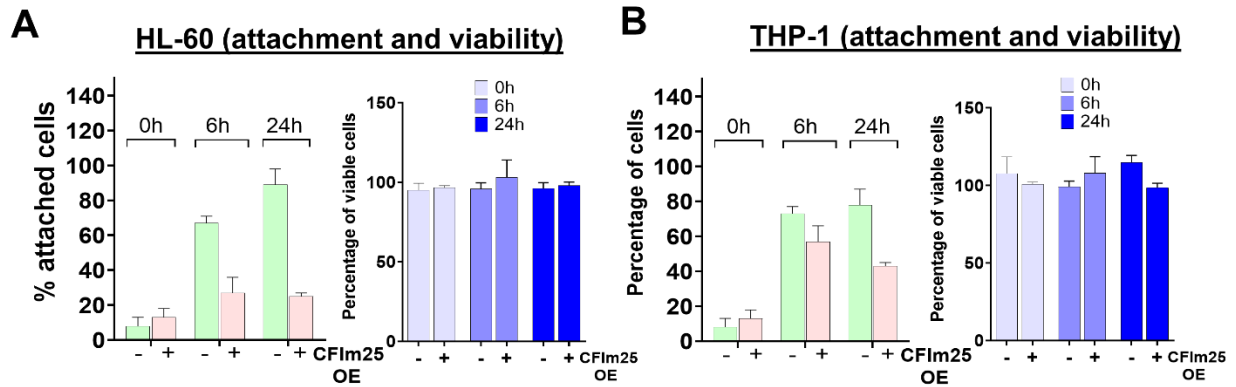 A
HL-60 (attachment and viability)
% attached cells
140
120
100
80
60
40
20
0
0h
6h
24h
- + - + - + CFIm25
OE
Percentage of viable cells
150
100
50
0
0h
6h
24h
- + - + - + CFIm25
OE
B
THP-1 (attachment and viability)
Percentage of cells
140
120
100
80
60
40
20
0
0h
6h
24h
- + - + - + CFIm25
OE
Percentage of viable cells
150
100
50
0
0h
6h
24h
- + - + - + CFIm25
OE